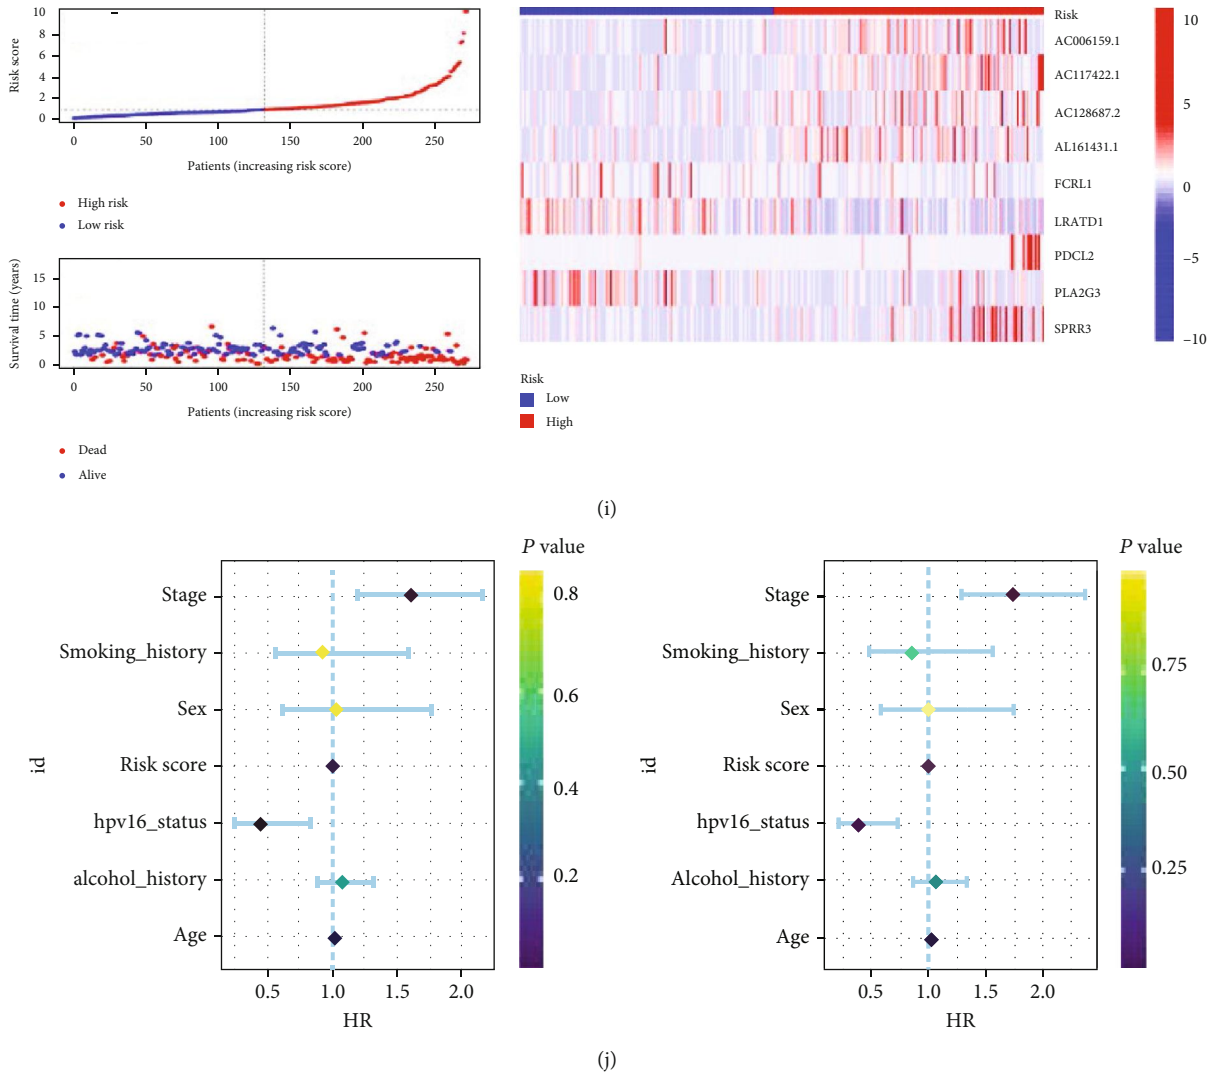 Risk score
10
8
6
4
2
0
0 50 100 150 200 250
Patients (increasing risk score)
High risk
Low risk
Survival time (years)
15
10
5
0
0 50 100 150 200 250
Patients (increasing risk score)
Dead
Alive
Risk
AC006159.1
AC117422.1
AC128687.2
AL161431.1
FCRL1
LRATD1
PDCL2
PLA2G3
SPRR3
10
5
0
−5
−10
Risk
Low
High
(i)
id
Stage
Smoking_history
Sex
Risk score
hpv16_status
alcohol_history
Age
0.5 1.0 1.5 2.0
HR
P value
0.8
0.6
0.4
0.2
id
Stage
Smoking_history
Sex
Risk score
hpv16_status
Alcohol_history
Age
0.5 1.0 1.5 2.0
HR
P value
0.75
0.50
0.25
(j)